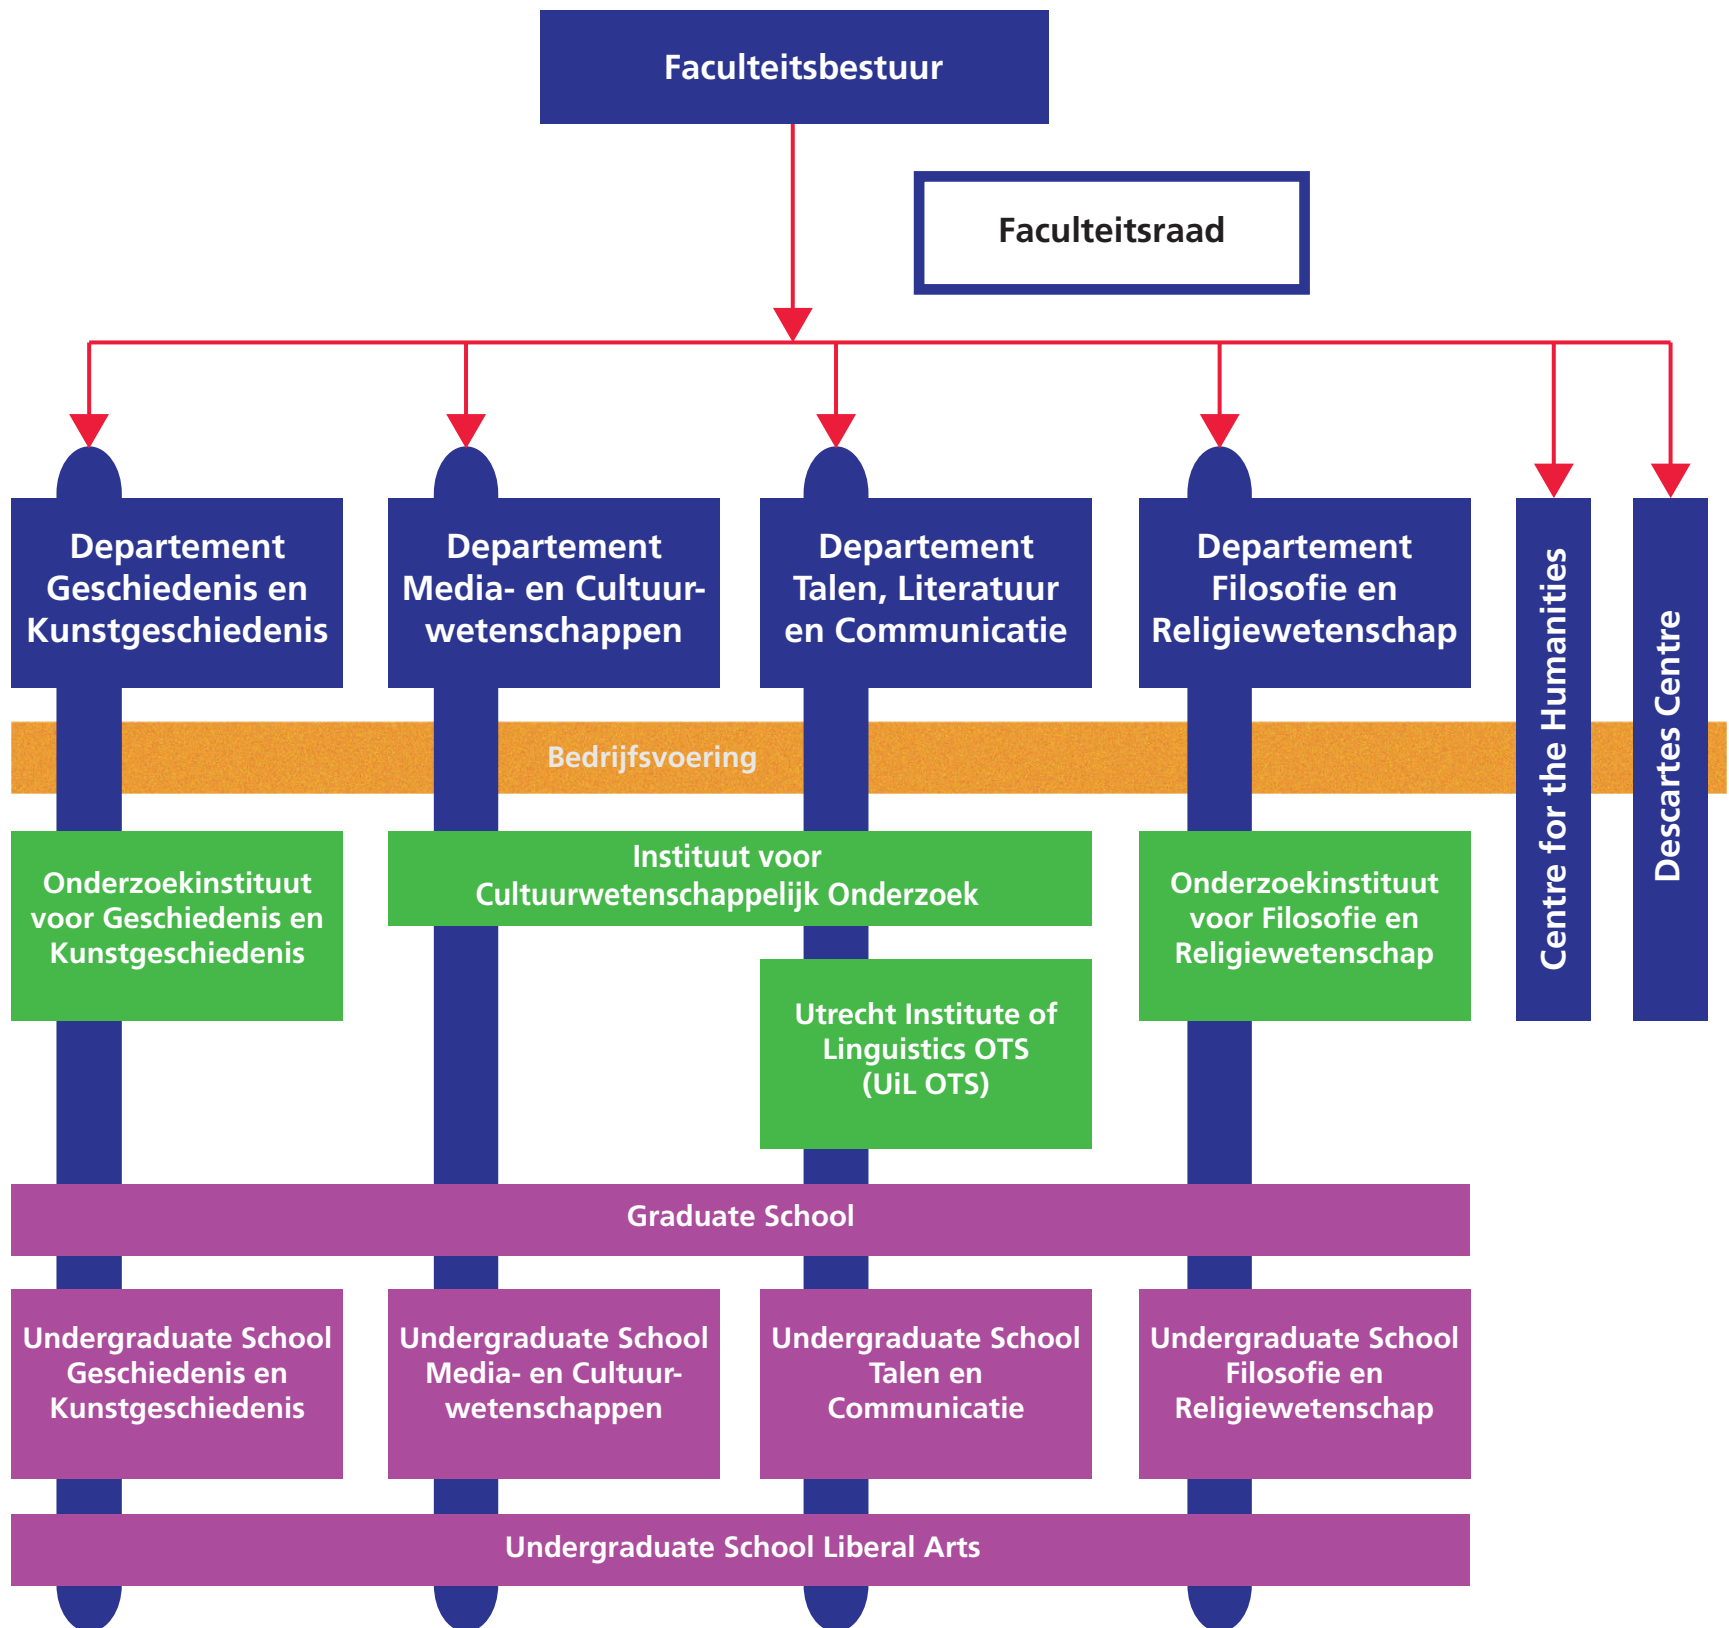 Faculteitsbestuur
Faculteitsraad
Departement
Geschiedenis en
Kunstgeschiedenis
Departement
Media- en Cultuur-
wetenschappen
Departement
Talen, Literatuur
en Communicatie
Departement
Filosofie en
Religiewetenschap
Centre for the Humanities
Descartes Centre
Bedrijfsvoering
Onderzoekinstituut
voor Geschiedenis en
Kunstgeschiedenis
Instituut voor
Cultuurwetenschappelijk Onderzoek
Onderzoekinstituut
voor Filosofie en
Religiewetenschap
Utrecht Institute of
Linguistics OTS
(UiL OTS)
Graduate School
Undergraduate School
Geschiedenis en
Kunstgeschiedenis
Undergraduate School
Media- en Cultuur-
wetenschappen
Undergraduate School
Talen en
Communicatie
Undergraduate School
Filosofie en
Religiewetenschap
Undergraduate School Liberal Arts